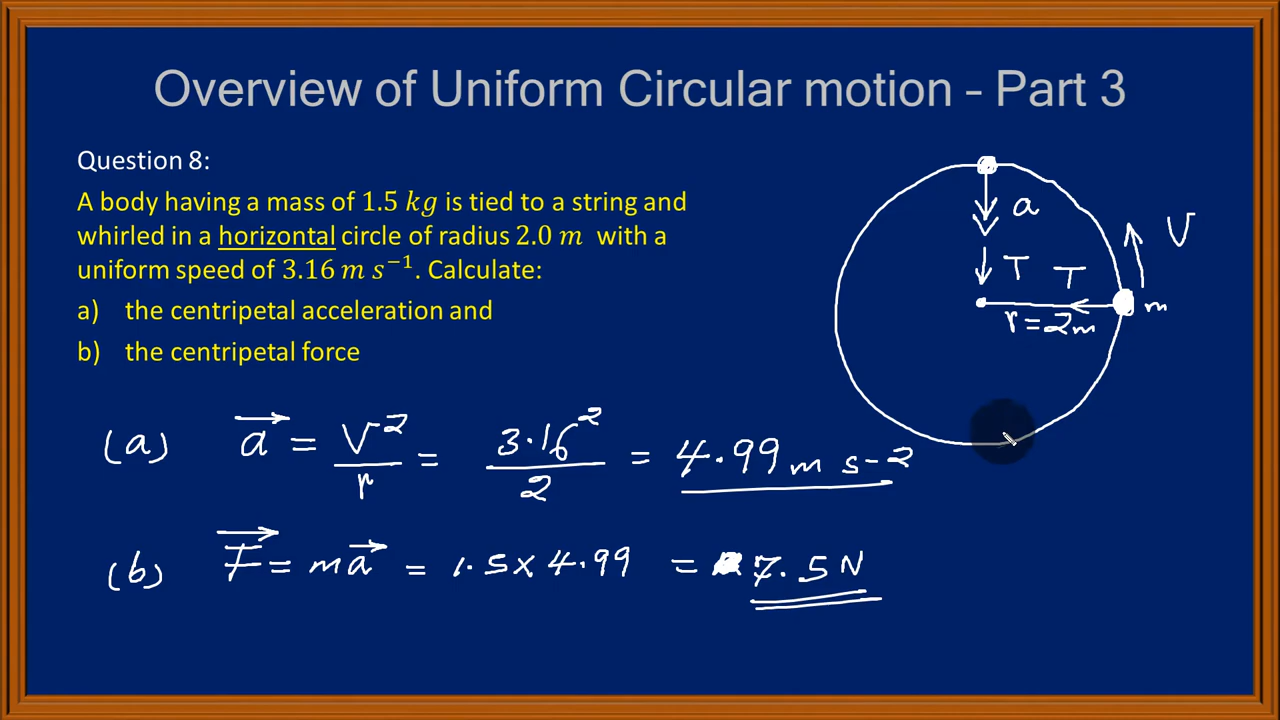 Overview of Uniform Circular motion – Part 3
Question 8:
A body having a mass of 1.5 kg is tied to a string and
whirled in a horizontal circle of radius 2.0 m with a
uniform speed of 3.16 m s⁻¹. Calculate:
a) the centripetal acceleration and
b) the centripetal force
a
V
T
T
m
r = 2m
(a) a⃗ = V²/r = 3.16²/2 = 4.99 m s-2
(b) F⃗ = ma⃗ = 1.5 × 4.99 = 7.5 N